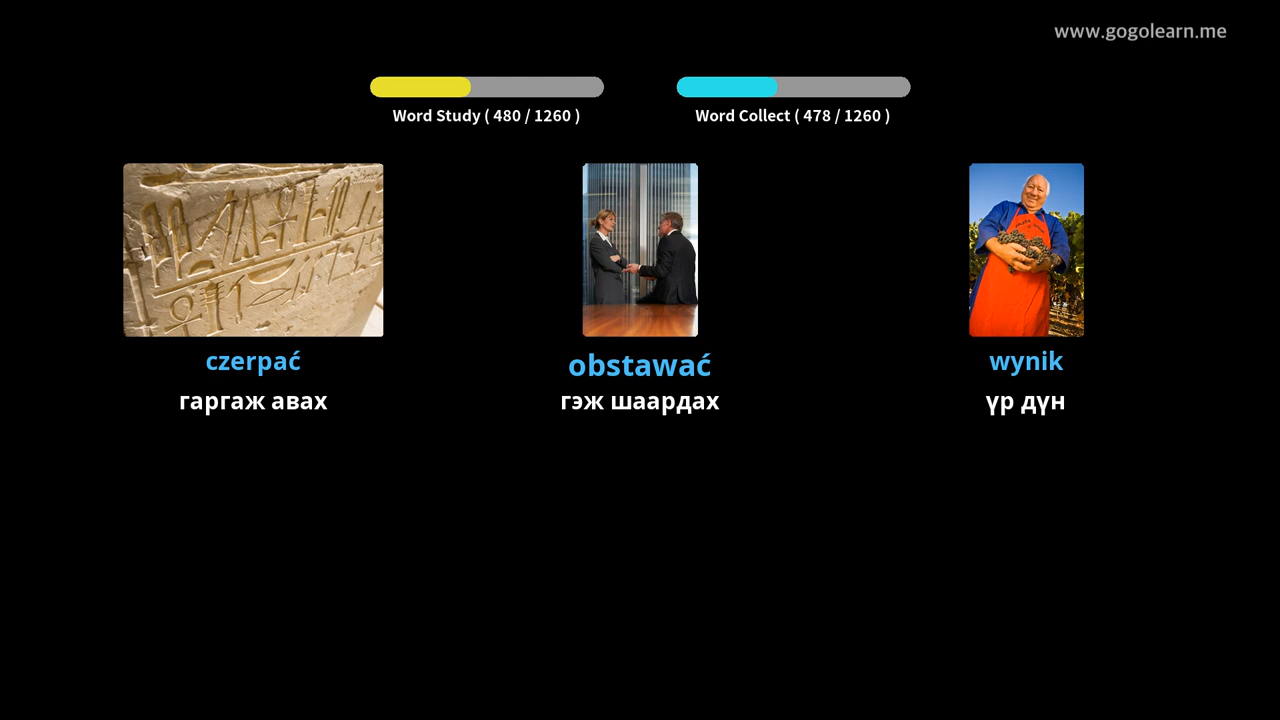 www.gogolearn.me
Word Study ( 480 / 1260 )
Word Collect ( 478 / 1260 )
czerpać
obstawać
wynik
гаргаж авах
гэж шаардах
үр дүн